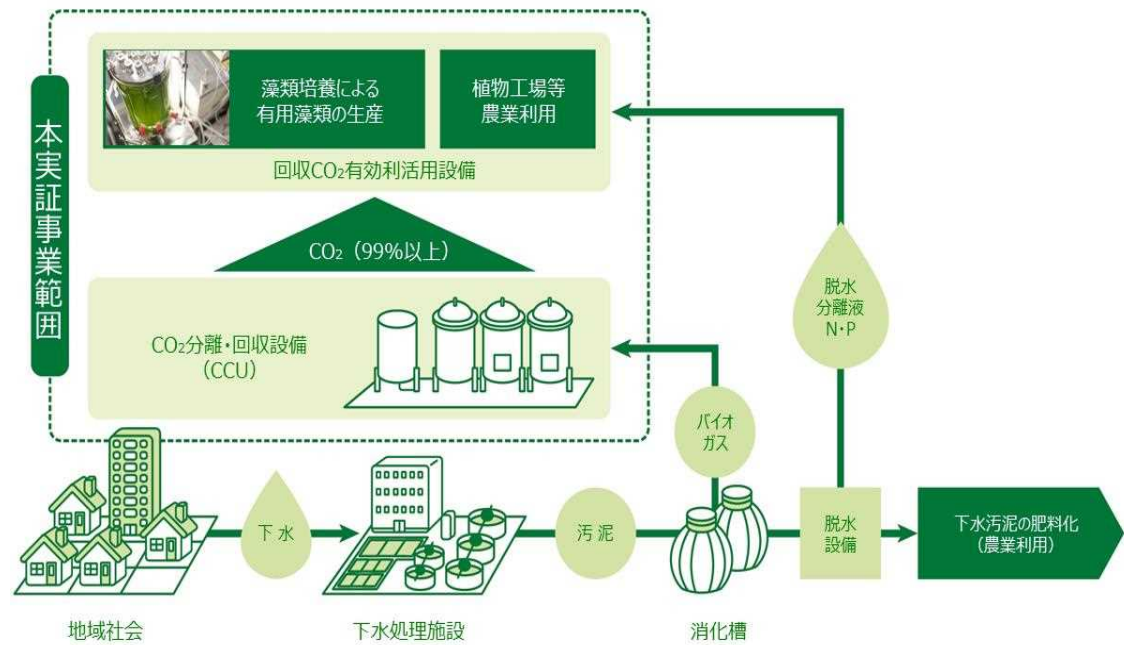 本実証事業範囲
藻類培養による
有用藻類の生産
植物工場等
農業利用
回収CO₂有効利活用設備
CO₂（99%以上）
CO₂分離・回収設備
（CCU）
脱水
分離液
N・P
バイオ
ガス
下水
汚泥
脱水
設備
下水汚泥の肥料化
（農業利用）
地域社会
下水処理施設
消化槽